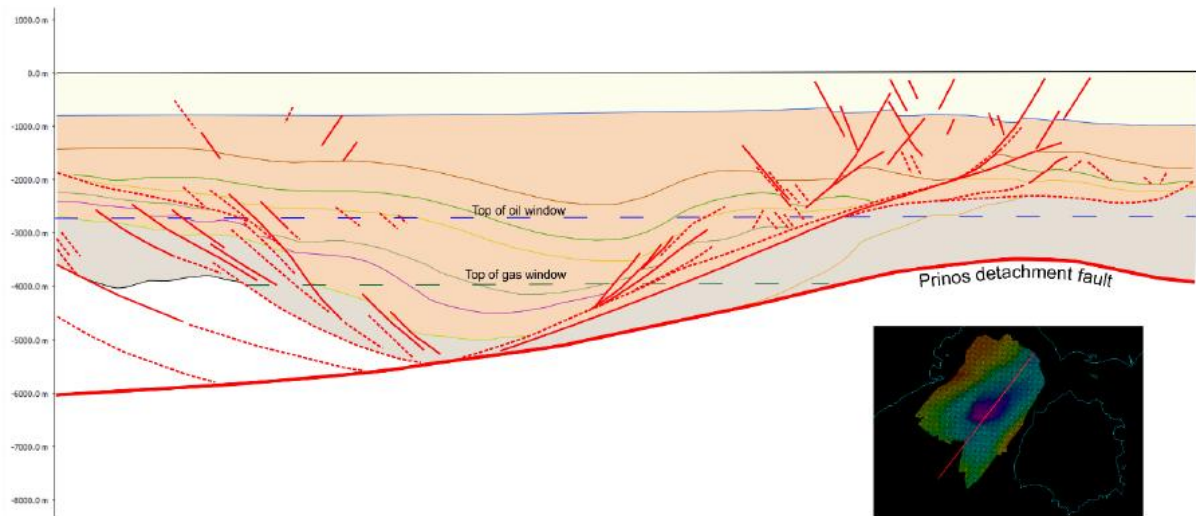 1000.0 m
0.0 m
-1000.0 m
-2000.0 m
Top of oil window
-3000.0 m
Top of gas window
Prinos detachment fault
-4000.0 m
-5000.0 m
-6000.0 m
-7000.0 m
-8000.0 m